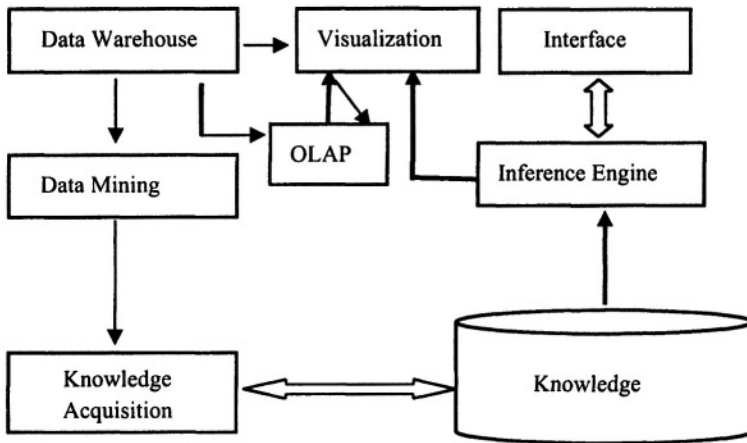 Data Warehouse
Visualization
Interface
OLAP
Data Mining
Inference Engine
Knowledge
Acquisition
Knowledge